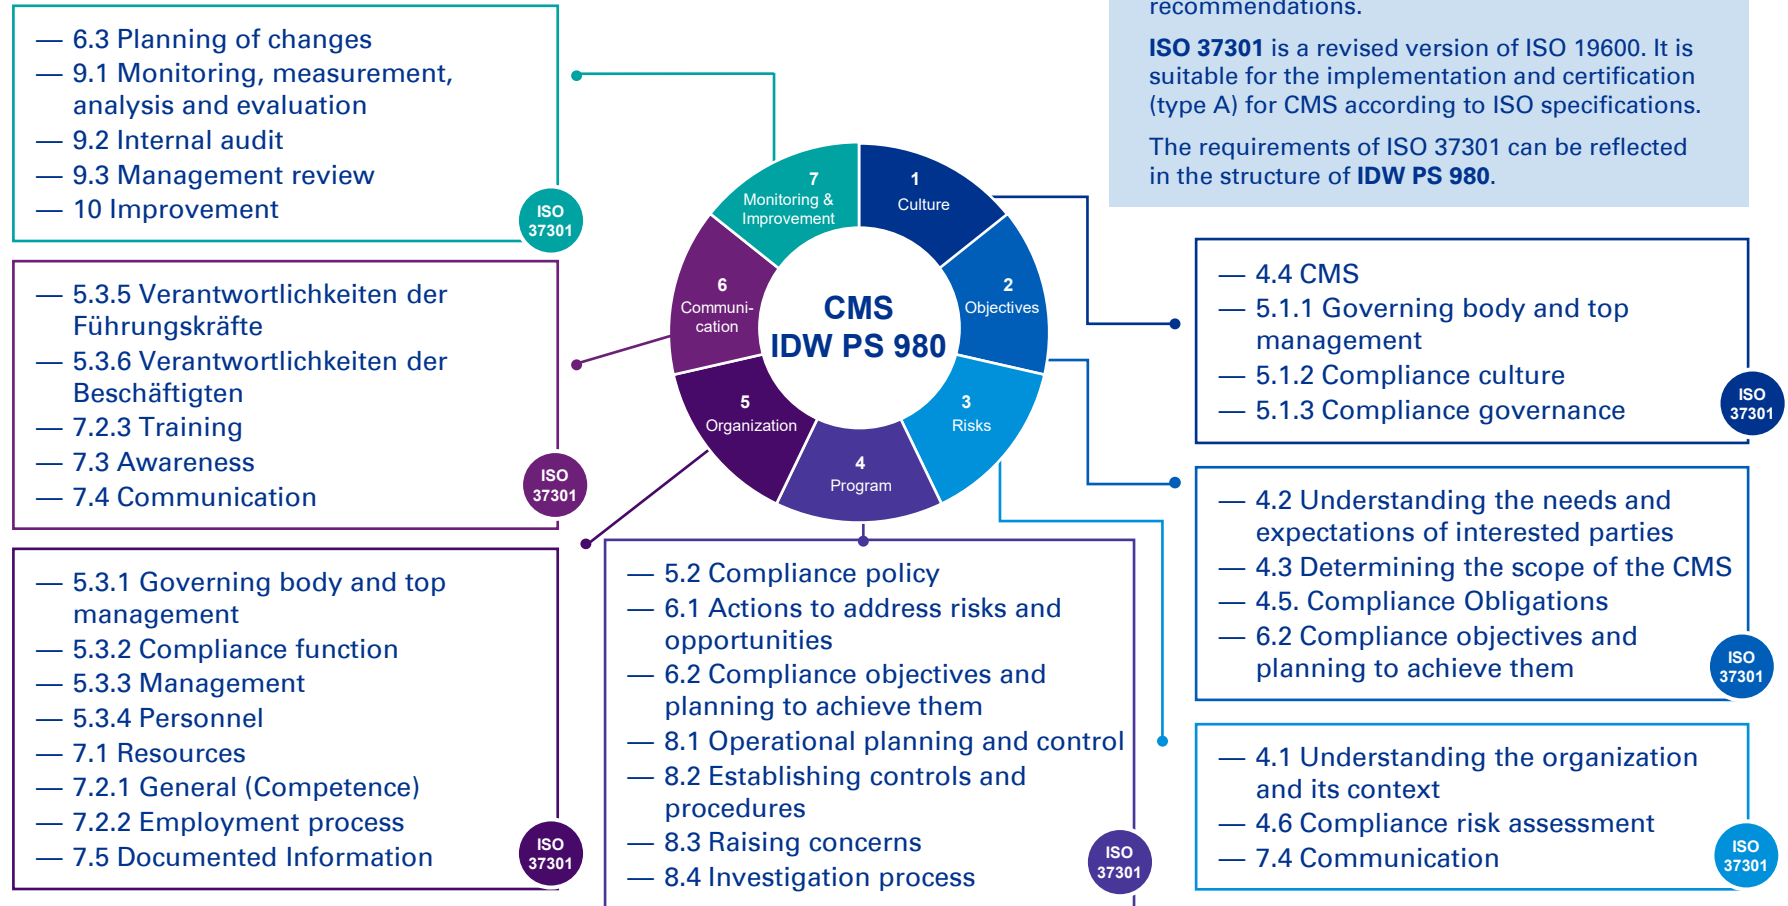 recommendations.
ISO 37301 is a revised version of ISO 19600. It is
suitable for the implementation and certification
(type A) for CMS according to ISO specifications.
The requirements of ISO 37301 can be reflected
in the structure of IDW PS 980.
— 6.3 Planning of changes
— 9.1 Monitoring, measurement,
analysis and evaluation
— 9.2 Internal audit
— 9.3 Management review
— 10 Improvement
ISO
37301
— 5.3.5 Verantwortlichkeiten der
Führungskräfte
— 5.3.6 Verantwortlichkeiten der
Beschäftigten
— 7.2.3 Training
— 7.3 Awareness
— 7.4 Communication
ISO
37301
— 5.3.1 Governing body and top
management
— 5.3.2 Compliance function
— 5.3.3 Management
— 5.3.4 Personnel
— 7.1 Resources
— 7.2.1 General (Competence)
— 7.2.2 Employment process
— 7.5 Documented Information
ISO
37301
CMS
IDW PS 980
1
Culture
2
Objectives
3
Risks
4
Program
5
Organization
6
Communi-
cation
7
Monitoring &
Improvement
— 5.2 Compliance policy
— 6.1 Actions to address risks and
opportunities
— 6.2 Compliance objectives and
planning to achieve them
— 8.1 Operational planning and control
— 8.2 Establishing controls and
procedures
— 8.3 Raising concerns
— 8.4 Investigation process
ISO
37301
— 4.4 CMS
— 5.1.1 Governing body and top
management
— 5.1.2 Compliance culture
— 5.1.3 Compliance governance
ISO
37301
— 4.2 Understanding the needs and
expectations of interested parties
— 4.3 Determining the scope of the CMS
— 4.5. Compliance Obligations
— 6.2 Compliance objectives and
planning to achieve them
ISO
37301
— 4.1 Understanding the organization
and its context
— 4.6 Compliance risk assessment
— 7.4 Communication
ISO
37301